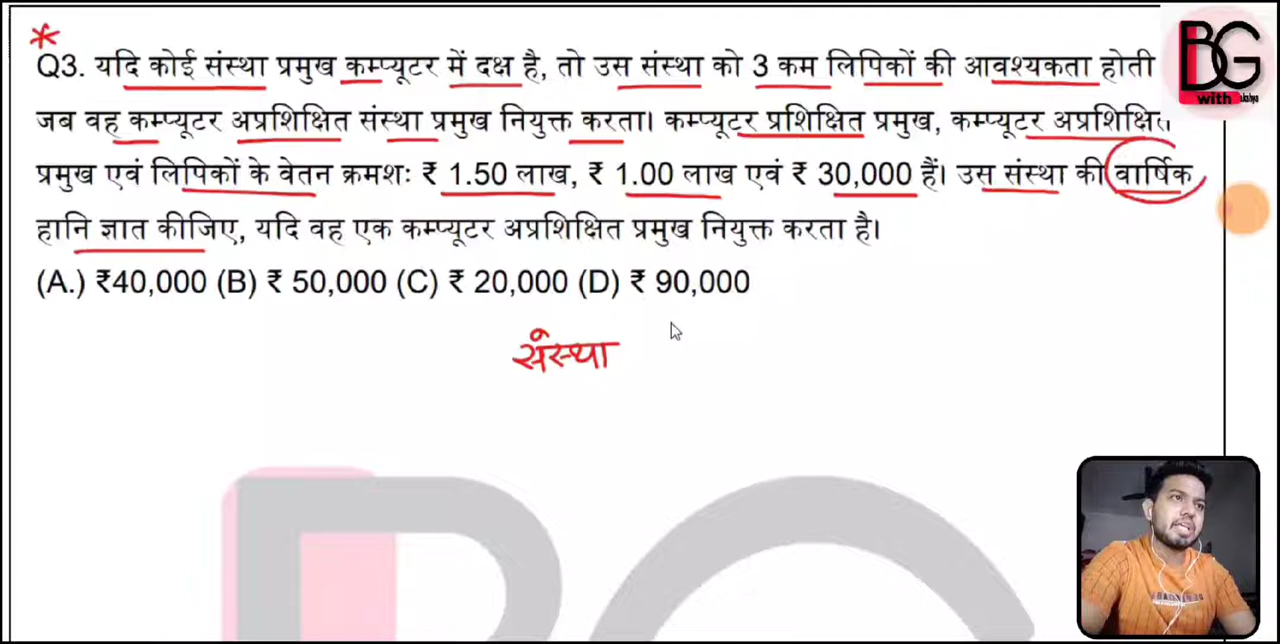 *
Q3. यदि कोई संस्था प्रमुख कम्प्यूटर में दक्ष है, तो उस संस्था को 3 कम लिपिकों की आवश्यकता होती
जब वह कम्प्यूटर अप्रशिक्षित संस्था प्रमुख नियुक्त करता। कम्प्यूटर प्रशिक्षित प्रमुख, कम्प्यूटर अप्रशिक्षित
प्रमुख एवं लिपिकों के वेतन क्रमशः ₹ 1.50 लाख, ₹ 1.00 लाख एवं ₹ 30,000 हैं। उस संस्था की वार्षिक
हानि ज्ञात कीजिए, यदि वह एक कम्प्यूटर अप्रशिक्षित प्रमुख नियुक्त करता है।
(A.) ₹40,000 (B) ₹ 50,000 (C) ₹ 20,000 (D) ₹ 90,000
संस्था
BG
with